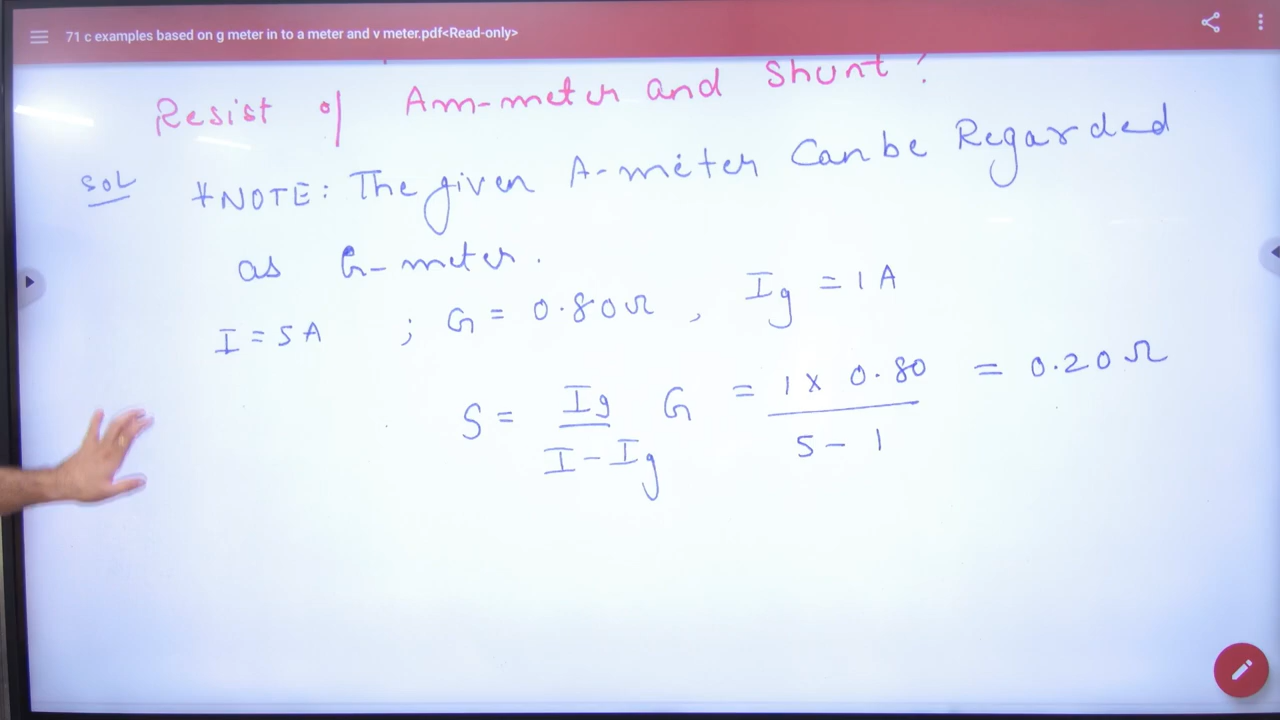 71 c examples based on g meter in to a meter and v meter.pdf<Read-only>
Resist of Am-meter and Shunt?
SOL *NOTE: The given A-meter Can be Regarded
as G-meter.
I = 5A ; G = 0.80Ω , Ig = 1A
S = Ig / I - Ig G = 1 x 0.80 / 5 - 1 = 0.20Ω